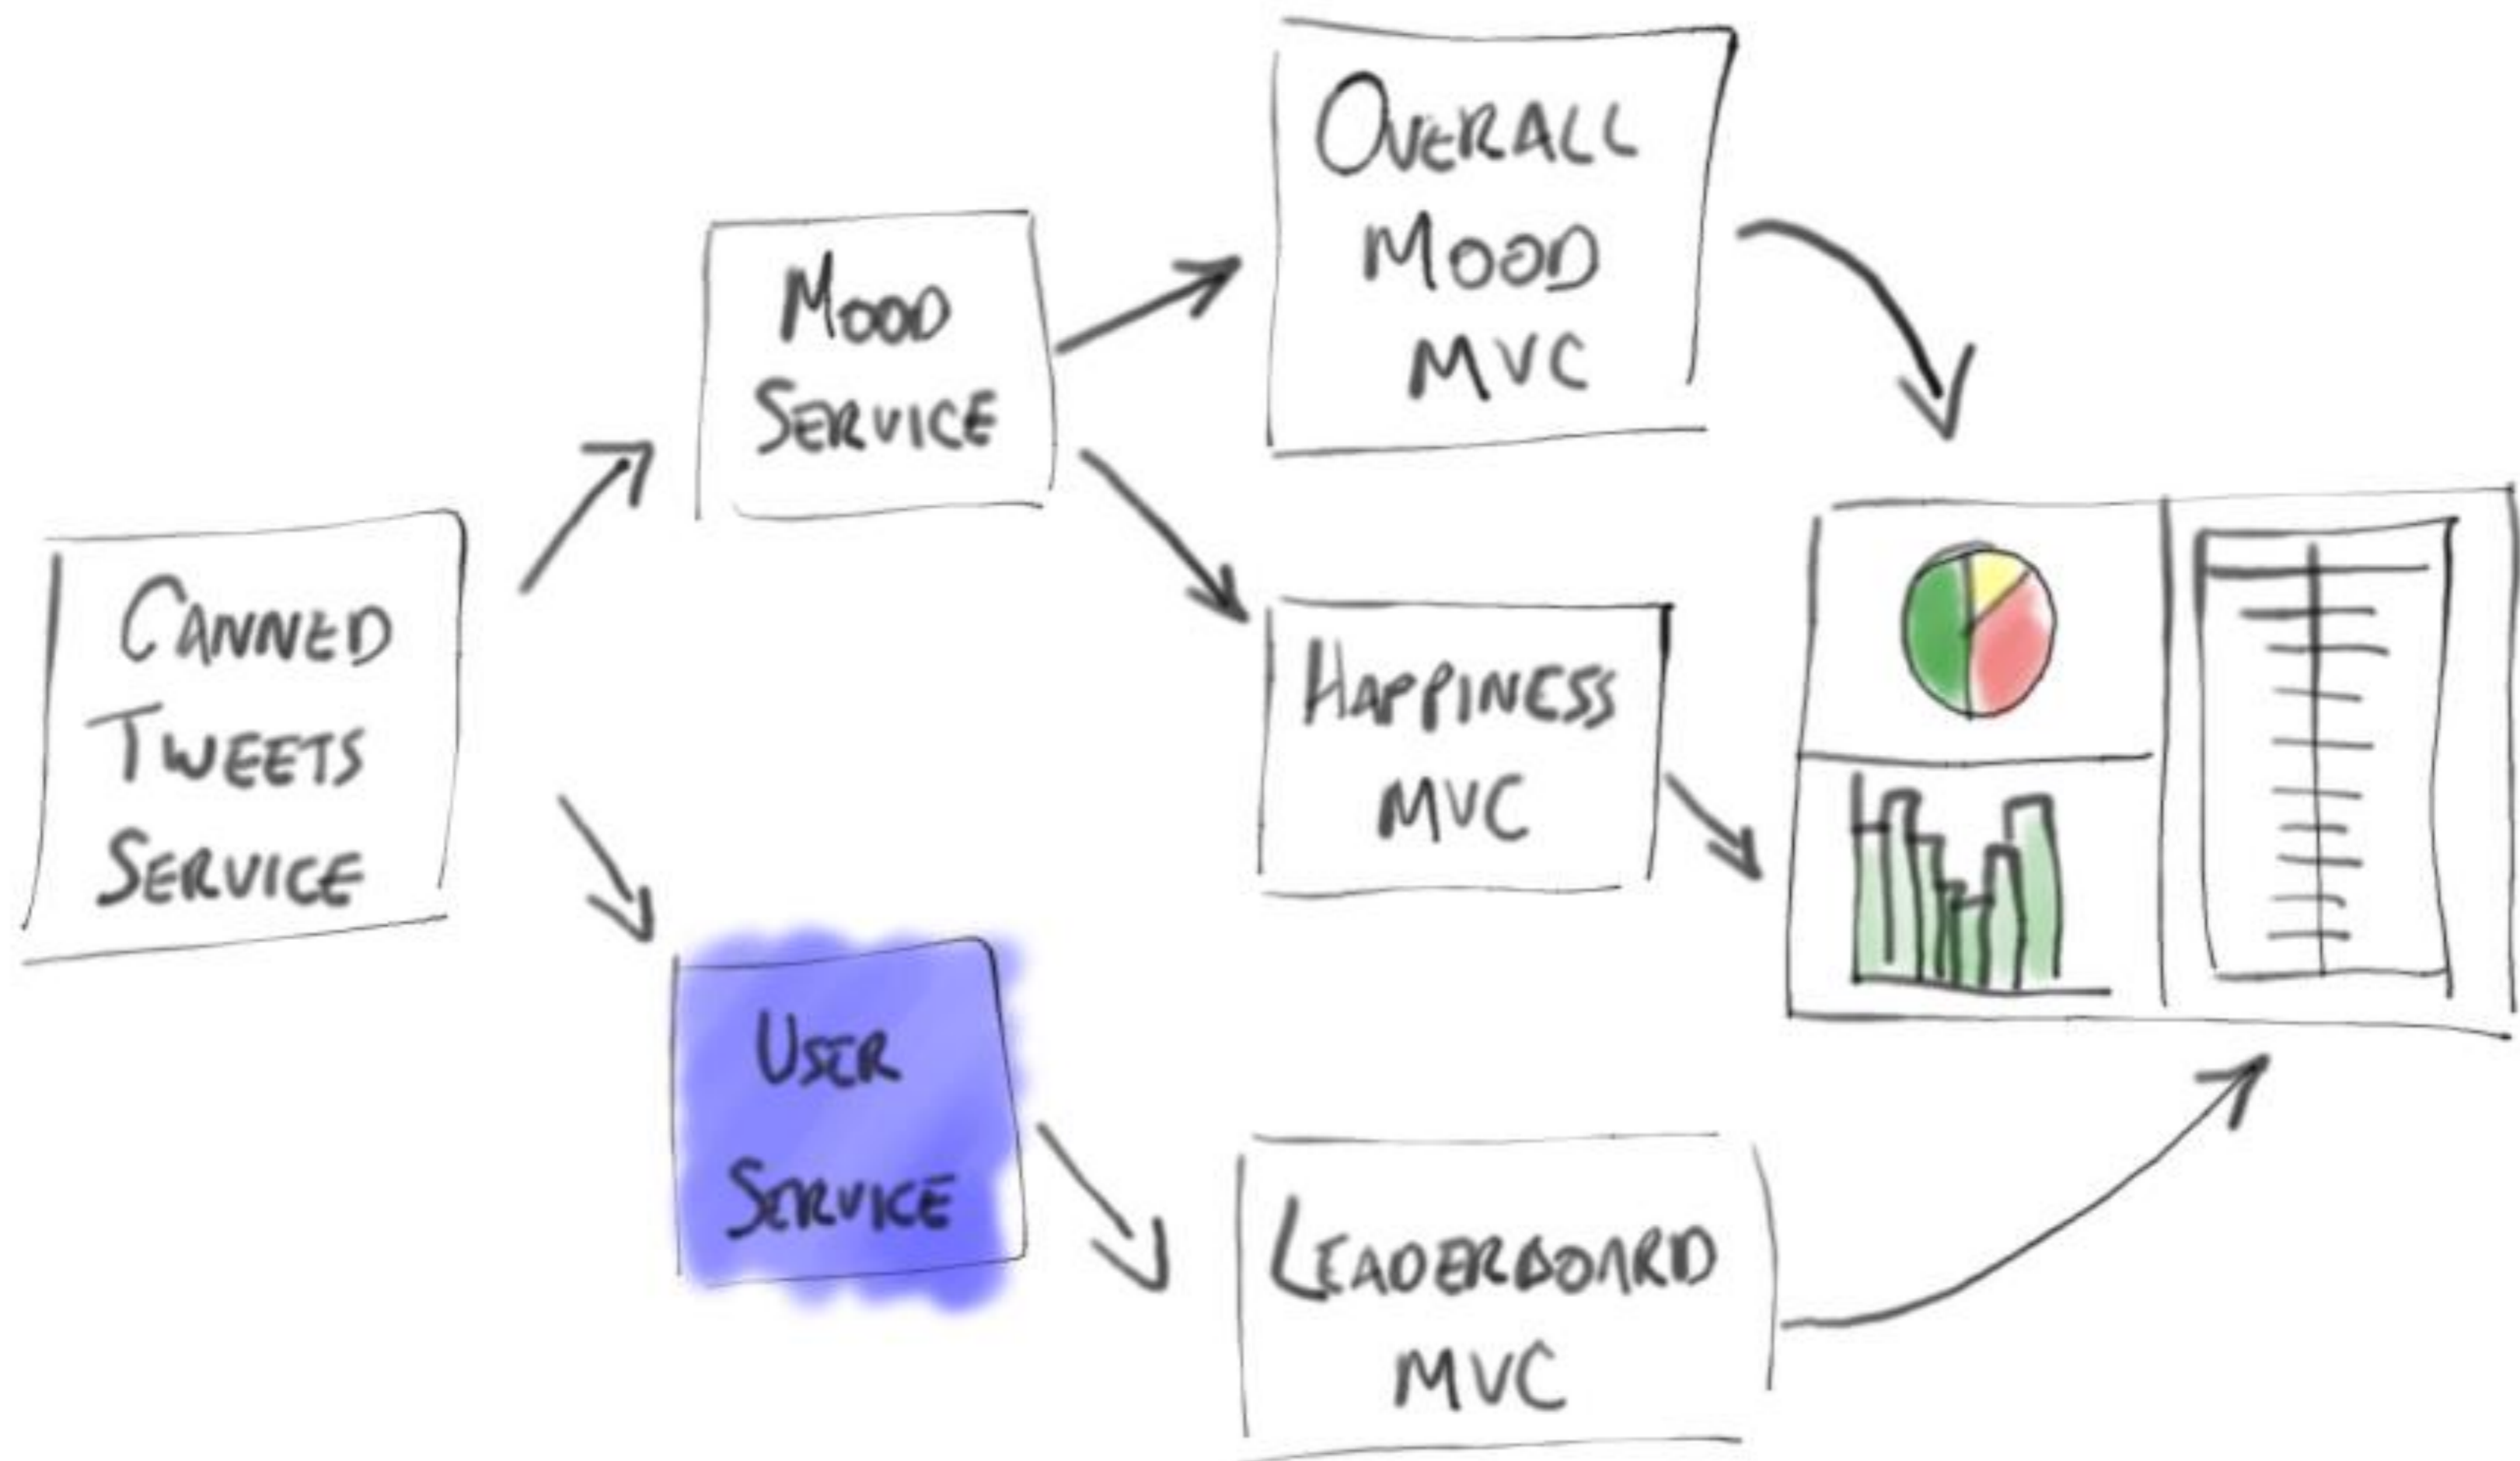 OVERALL
MOOD
MVC
MOOD
SERVICE
CANNED
TWEETS
SERVICE
HAPPINESS
MVC
USER
SERVICE
LEADERBOARD
MVC